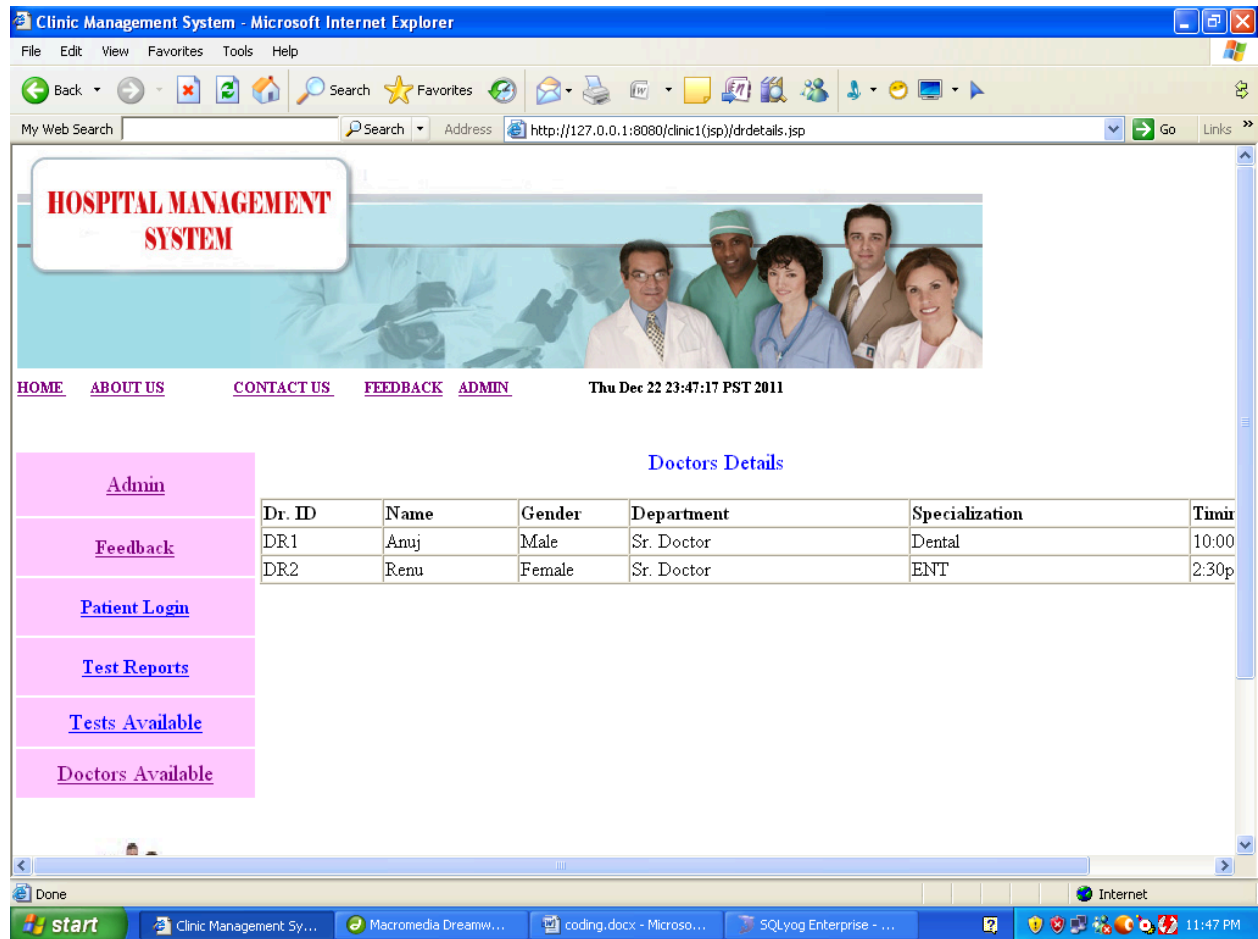 Clinic Management System - Microsoft Internet Explorer
File Edit View Favorites Tools Help
Back Search Favorites
My Web Search Search Address http://127.0.0.1:8080/clinic1(jsp)/drdetails.jsp Go Links »
HOSPITAL MANAGEMENT
SYSTEM
HOME ABOUT US CONTACT US FEEDBACK ADMIN Thu Dec 22 23:47:17 PST 2011
Doctors Details
Admin
Feedback
Patient Login
Test Reports
Tests Available
Doctors Available
Dr. ID Name Gender Department Specialization
DR1 Anuj Male Sr. Doctor Dental 10:00
DR2 Renu Female Sr. Doctor ENT 2:30p
Done Internet
start Clinic Management Sy... Macromedia Dreamw... coding.docx - Microso... SQLyog Enterprise - ... 11:47 PM